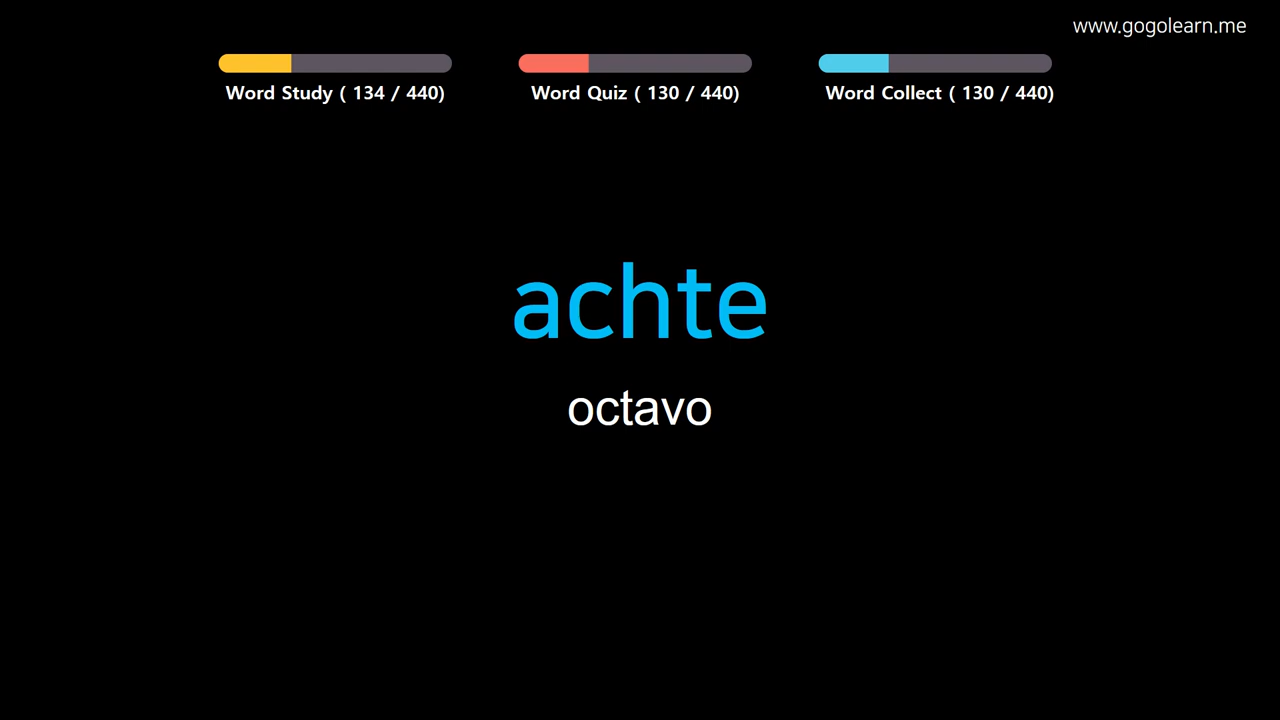 www.gogolearn.me
Word Study ( 134 / 440)
Word Quiz ( 130 / 440)
Word Collect ( 130 / 440)
achte
octavo